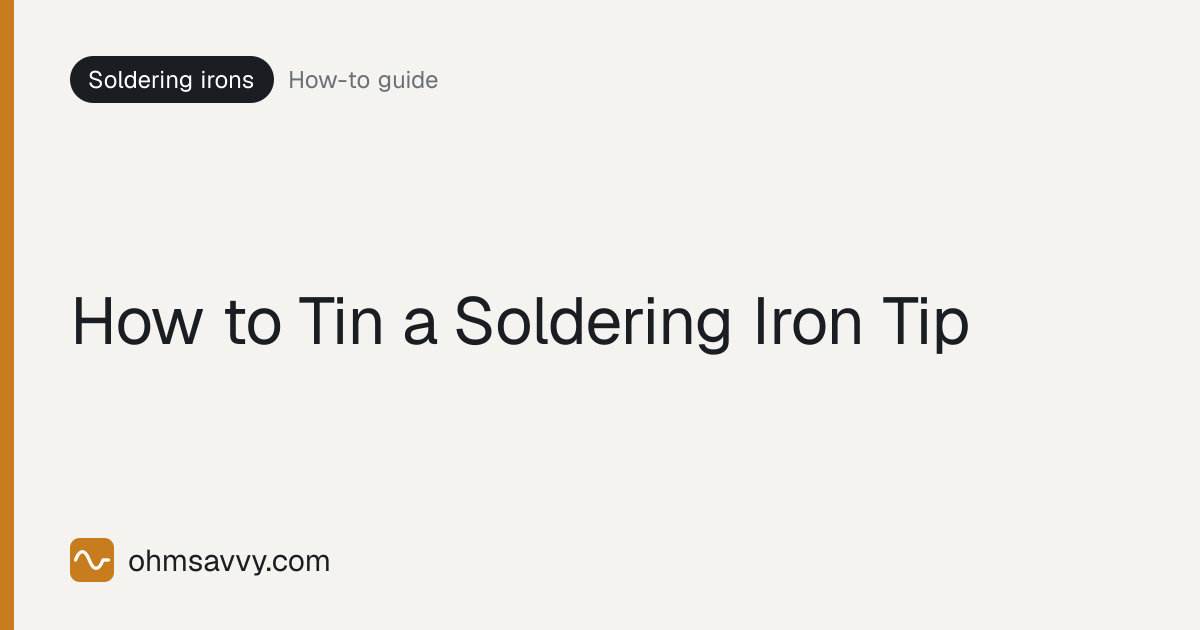 Soldering irons How-to guide
How to Tin a Soldering Iron Tip
ohmsavvy.com